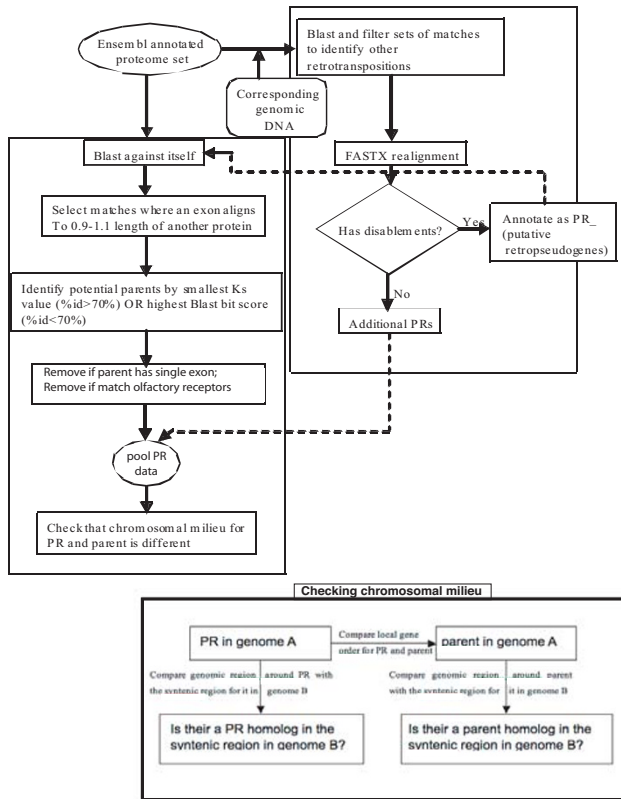 Ensembl annotated
proteome set
Blast and filter sets of matches
to identify other
retrotranspositions
Corresponding
genomic
DNA
Blast against itself
FASTX realignment
Select matches where an exon aligns
To 0.9-1.1 length of another protein
Has disablements?
Yes
Annotate as PR_
(putative
retropseudogenes)
Identify potential parents by smallest Ks
value (%id>70%) OR highest Blast bit score
(%id<70%)
No
Additional PRs
Remove if parent has single exon;
Remove if match olfactory receptors
pool PR
data
Check that chromosomal milieu for
PR and parent is different
Checking chromosomal milieu
PR in genome A
Compare local gene
order for PR and parent
parent in genome A
Compare genomic region around PR with
the syntenic region for it in genome B
Compare genomic region around parent
with the syntenic region for it in genome B
Is their a PR homolog in the
syntenic region in genome B?
Is their a parent homolog in the
syntenic region in genome B?